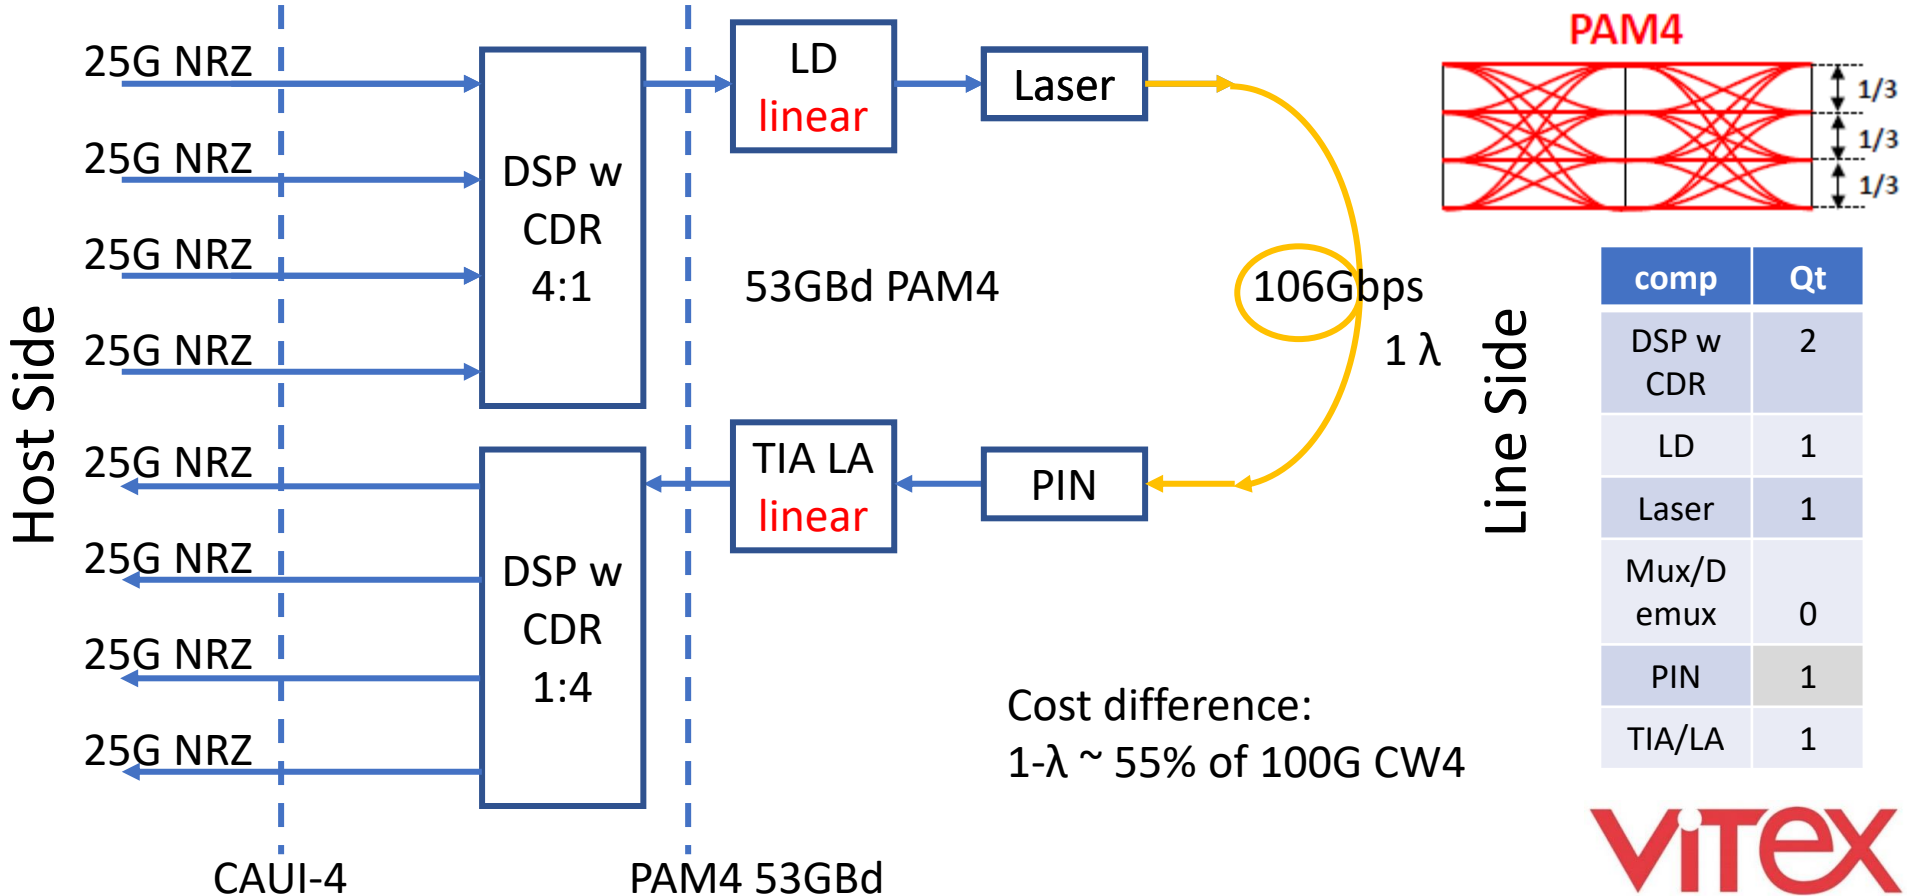 25G NRZ
25G NRZ
25G NRZ
25G NRZ
DSP w
CDR
4:1
LD
linear
Laser
PAM4
1/3
1/3
1/3
53GBd PAM4
106Gbps
1 λ
Host Side
Line Side
25G NRZ
25G NRZ
25G NRZ
25G NRZ
DSP w
CDR
1:4
TIA LA
linear
PIN
comp Qt
DSP w 2
CDR
LD 1
Laser 1
Mux/D
emux 0
PIN 1
TIA/LA 1
Cost difference:
1-λ ~ 55% of 100G CW4
CAUI-4
PAM4 53GBd
ViTEX